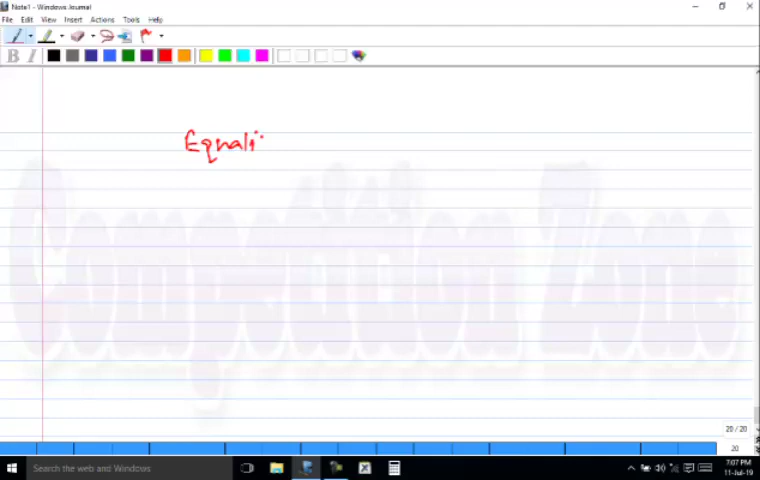 Note1 - Windows Journal
File Edit View Insert Actions Tools Help
B I
Equali
Competition Zone
20 / 20
20
Search the web and Windows
7:07 PM
11-Jul-19